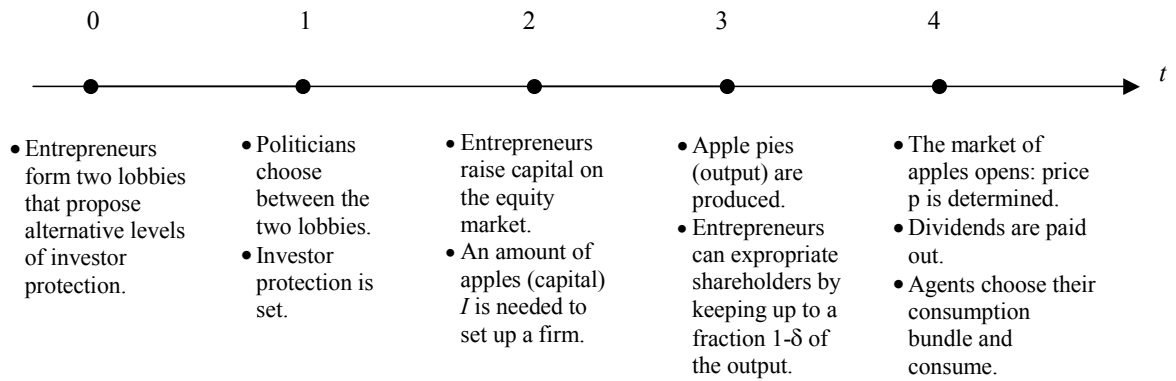 0 1 2 3 4
t
• Entrepreneurs
form two lobbies
that propose
alternative levels
of investor
protection.
• Politicians
choose
between the
two lobbies.
• Investor
protection is
set.
• Entrepreneurs
raise capital on
the equity
market.
• An amount of
apples (capital)
I is needed to
set up a firm.
• Apple pies
(output) are
produced.
• Entrepreneurs
can expropriate
shareholders by
keeping up to a
fraction 1-δ of
the output.
• The market of
apples opens: price
p is determined.
• Dividends are paid
out.
• Agents choose their
consumption
bundle and
consume.